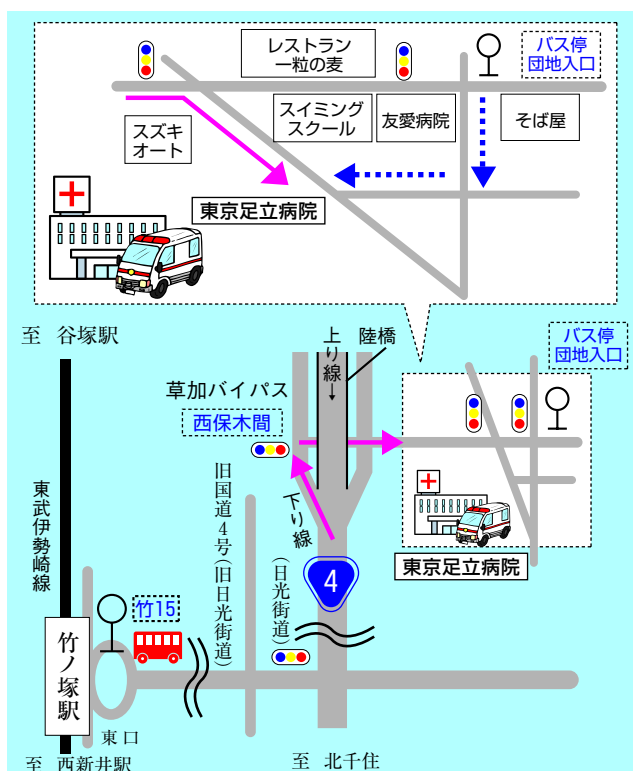 レストラン
一粒の麦
バス停
団地入口
スズキ
オート
スイミング
スクール
友愛病院
そば屋
東京足立病院
至 谷塚駅
上り線→
陸橋
バス停
団地入口
草加バイパス
西保木間
東武伊勢崎線
旧国道4号(旧日光街道)
下り線
(日光街道)
4
東京足立病院
竹15
竹ノ塚駅
東口
至 西新井駅
至 北千住